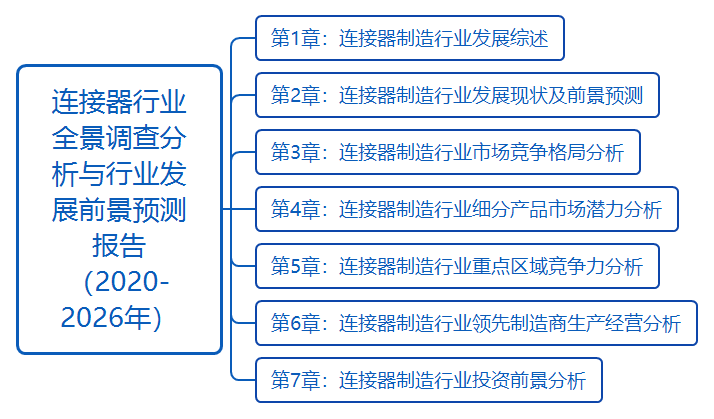 连接器行业
全景调查分
析与行业发
展前景预测
报告
（2020-
2026年）
第1章：连接器制造行业发展综述
第2章：连接器制造行业发展现状及前景预测
第3章：连接器制造行业市场竞争格局分析
第4章：连接器制造行业细分产品市场潜力分析
第5章：连接器制造行业重点区域竞争力分析
第6章：连接器制造行业领先制造商生产经营分析
第7章：连接器制造行业投资前景分析